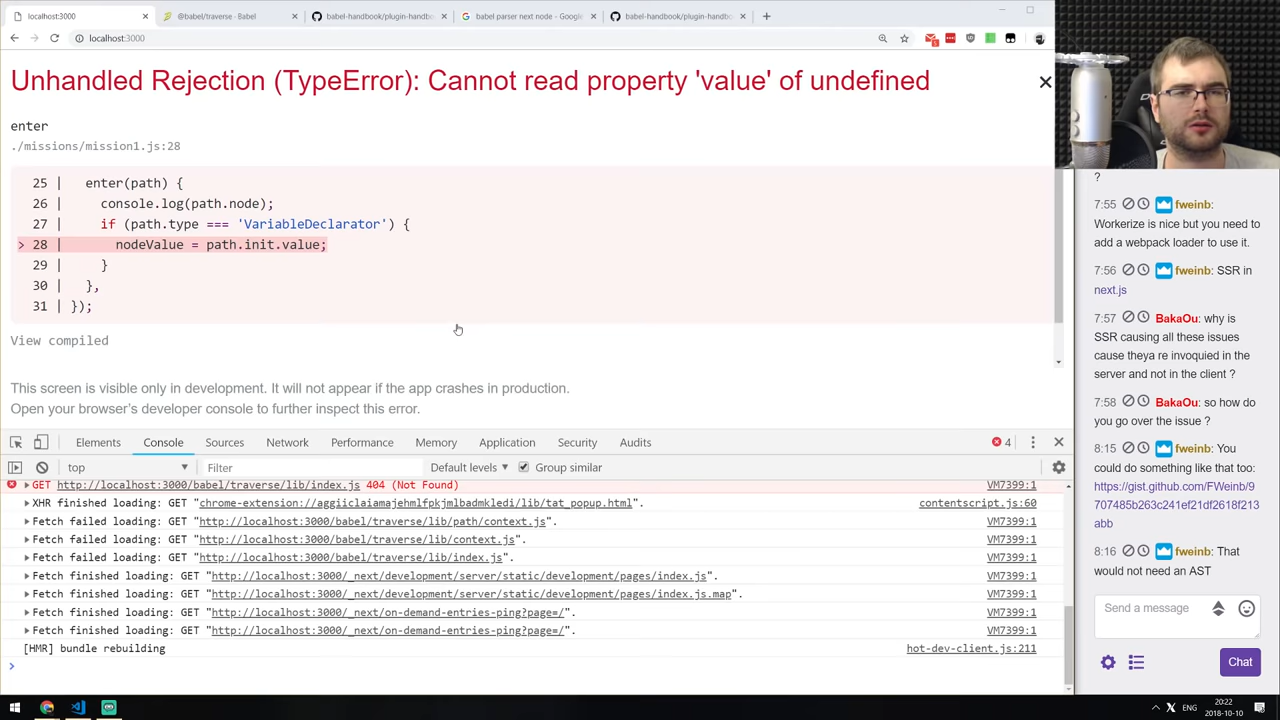 localhost:3000
@babel/traverse · Babel
babel-handbook/plugin-handb
babel parser next node - Google
babel-handbook/plugin-handb
localhost:3000
Unhandled Rejection (TypeError): Cannot read property 'value' of undefined
enter
./missions/mission1.js:28
25 | enter(path) {
26 | console.log(path.node);
27 | if (path.type === 'VariableDeclarator') {
> 28 | nodeValue = path.init.value;
29 | }
30 | },
31 | });
View compiled
This screen is visible only in development. It will not appear if the app crashes in production.
Open your browser's developer console to further inspect this error.
Elements Console Sources Network Performance Memory Application Security Audits 4
top Filter Default levels Group similar
GET http://localhost:3000/babel/traverse/lib/index.js 404 (Not Found) VM7399:1
XHR finished loading: GET "chrome-extension://aggiiclaiamajehmlfpkjmlbadmkledi/lib/tat_popup.html". contentscript.js:60
Fetch failed loading: GET "http://localhost:3000/babel/traverse/lib/path/context.js". VM7399:1
Fetch failed loading: GET "http://localhost:3000/babel/traverse/lib/context.js". VM7399:1
Fetch failed loading: GET "http://localhost:3000/babel/traverse/lib/index.js". VM7399:1
Fetch finished loading: GET "http://localhost:3000/_next/development/server/static/development/pages/index.js". VM7399:1
Fetch finished loading: GET "http://localhost:3000/_next/development/server/static/development/pages/index.js.map". VM7399:1
Fetch finished loading: GET "http://localhost:3000/_next/on-demand-entries-ping?page=/". VM7399:1
Fetch finished loading: GET "http://localhost:3000/_next/on-demand-entries-ping?page=/". VM7399:1
[HMR] bundle rebuilding hot-dev-client.js:211
?
7:55 fweinb:
Workerize is nice but you need to
add a webpack loader to use it.
7:56 fweinb: SSR in
next.js
7:57 BakaOu: why is
SSR causing all these issues
cause theya re invoquied in the
server and not in the client ?
7:58 BakaOu: so how do
you go over the issue ?
8:15 fweinb: You
could do something like that too:
https://gist.github.com/FWeinb/9
707485b263c241ef21df2618f213
abb
8:16 fweinb: That
would not need an AST
Send a message
Chat
ENG
20:22
2018-10-10